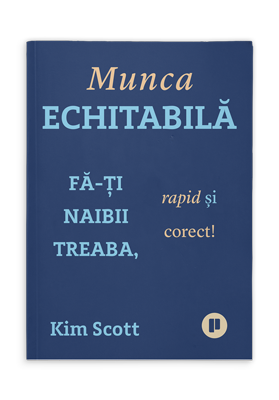 Munca
ECHITABILĂ
FĂ-ȚI
NAIBII
TREABA,
rapid și
corect!
Kim Scott